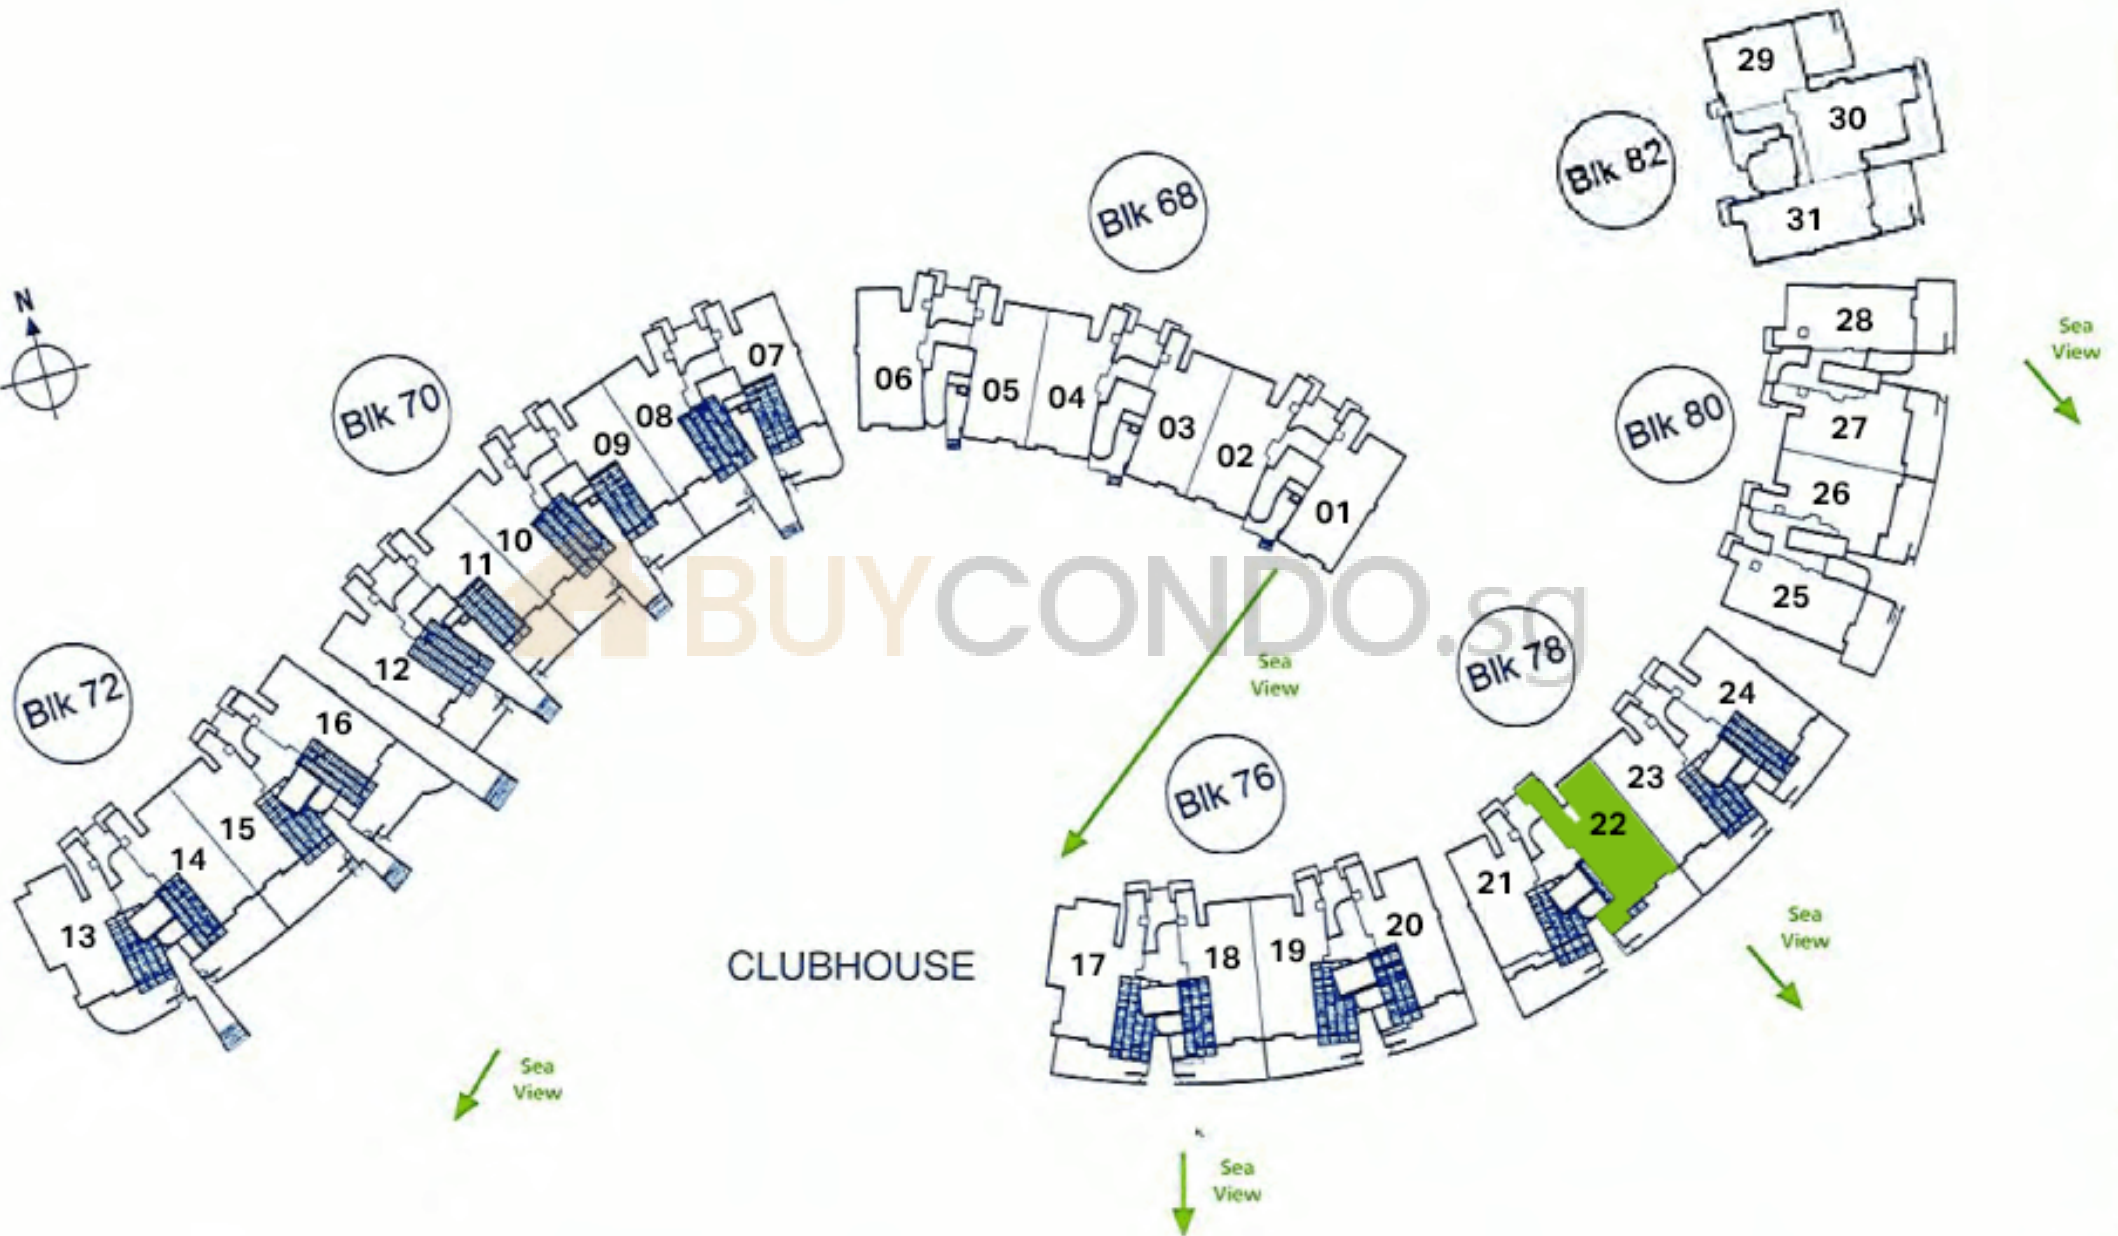 29
30
Blk 82
31
Blk 68
N
28
Sea
View
07
06
05
04
03
02
01
Blk 70
08
09
10
11
12
Blk 80
27
26
25
BUYCONDO.sg
Blk 72
16
15
14
13
Sea
View
Blk 78
24
23
22
21
Blk 76
20
19
18
17
CLUBHOUSE
Sea
View
Sea
View
Sea
View